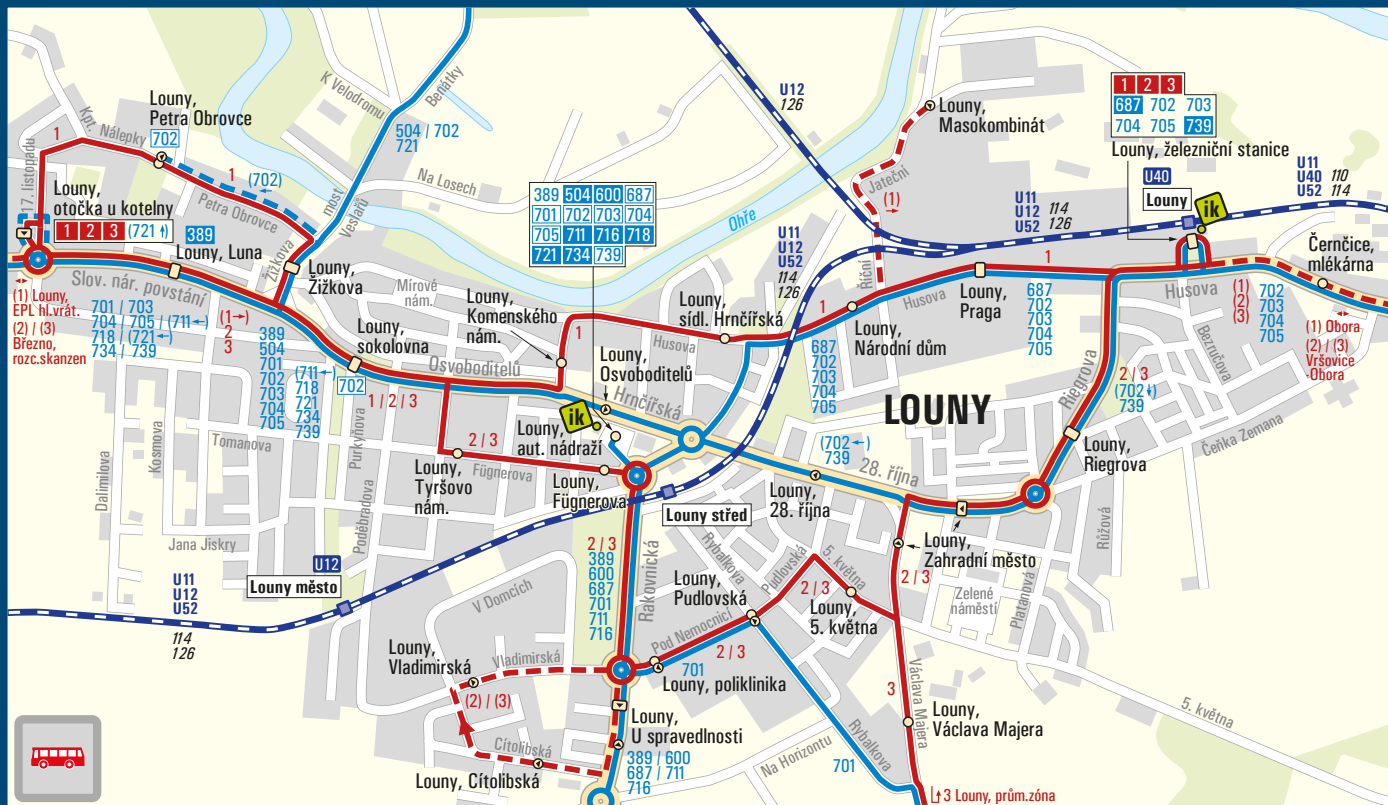 Louny,
Petra Obrovce
702
Kpt. Nálepky
17. listopadu
1
1
(702)
←
Petra Obrovce
Louny,
otočka u kotelny
1 2 3 (721)
389
Louny, Luna
Žižkova
Louny,
Žižkova
K Velodromu
Benátky
504 / 702
721
Na Losech
most
Veslařů
Slov. nár. povstání
(1) Louny,
EPL hl.vrát.
(2) / (3)
Březno,
rozc.skanzen
701 / 703
704 / 705 / (711←)
718 / (721←)
734 / 739
(1→)
2
3
389
504
701
702
703
704
705
(711←)
718
721
734
739
Mírové
nám.
Louny,
sokolovna
702
1 / 2 / 3
Osvoboditelů
Louny,
Komenského
nám.
1
389 504 600 687
701 702 703 704
705 711 716 718
721 734 739
Louny,
Osvoboditelů
Hrnčířská
ik
Louny,
aut. nádraží
Husova
Louny,
sídl. Hrnčířská
1
Louny,
Národní dům
687
702
703
704
705
U12
126
Ohře
U11
U12
U52
114
126
Louny,
Masokombinát
Jateční
(1)
→
Říční
Husova
Louny,
Praga
U11
U12
U52
114
126
1
687
702
703
704
705
1 2 3
687 702 703
704 705 739
Louny, železniční stanice
U40
Louny
ik
U11
U40
U52
110
114
Černčice,
mlékárna
Husova
(1)
(2)
(3)
702
703
704
705
(1) Obora
(2) / (3)
Vršovice
-Obora
Bezručova
Riegrova
2 / 3
(702)
739
Čeňka Zemana
Louny,
Riegrova
LOUNY
(702←)
739
28. října
Louny,
28. října
Louny,
Zahradní město
2 / 3
Zelené
náměstí
Platanová
Růžová
Dalimilova
Kosmova
Tomanova
Purkyňova
Poděbradova
Jana Jiskry
2 / 3
Fügnerova
Louny,
Tyršovo
nám.
Louny,
Fügnerova
Louny střed
U12
Louny město
U11
U12
U52
114
126
V Domcích
2 / 3
389
600
687
701
711
716
Rakovnická
Rybalkova
Pudlovská
5. května
Louny,
Pudlovská
2 / 3
Louny,
5. května
Pod Nemocnicí
2 / 3
701
Louny, poliklinika
Louny,
Vladimirská
Vladimirská
(2) / (3)
Cítolibská
Louny, Cítolibská
Louny,
U spravedlnosti
389 / 600
687 / 711
716
Na Horizontu
Rybalkova
701
3
Václava Majera
Louny,
Václava Majera
3 Louny, prům.zóna
5. května